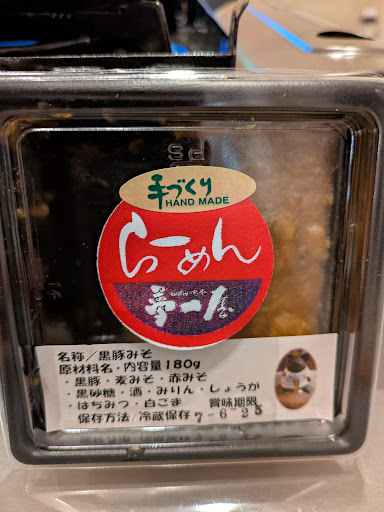 手づくり
HAND MADE
らーめん
夢一屋
名称／黒豚みそ
原材料名・内容量180g
・黒豚・麦みそ・赤みそ
・黒砂糖・酒・みりん・しょうが
・はちみつ・白ごま 賞味期限
保存方法/冷蔵保存 7-6-25